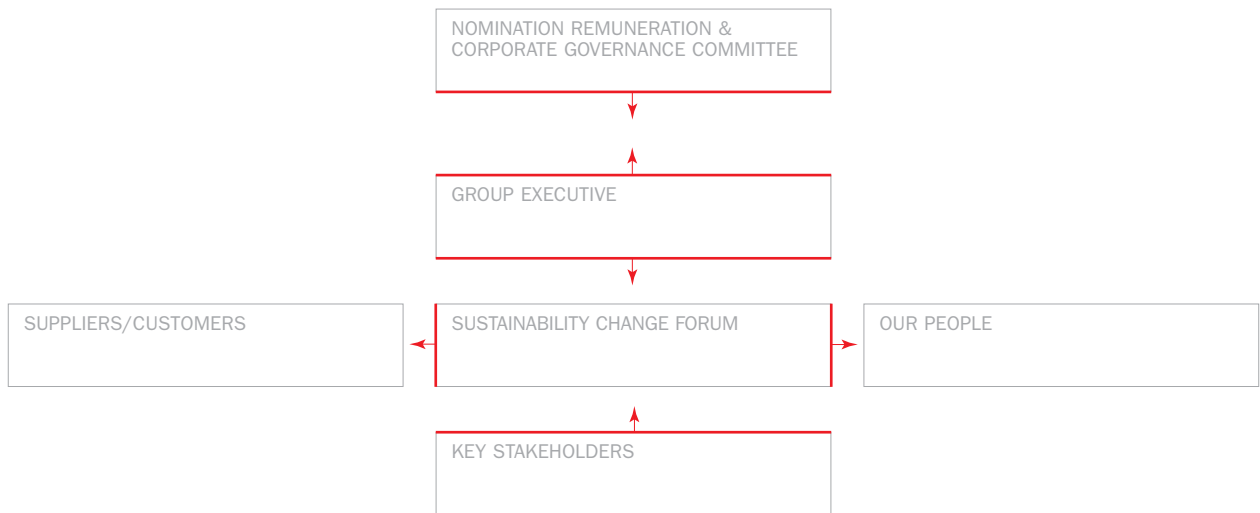 NOMINATION REMUNERATION &
CORPORATE GOVERNANCE COMMITTEE
GROUP EXECUTIVE
SUPPLIERS/CUSTOMERS
SUSTAINABILITY CHANGE FORUM
OUR PEOPLE
KEY STAKEHOLDERS